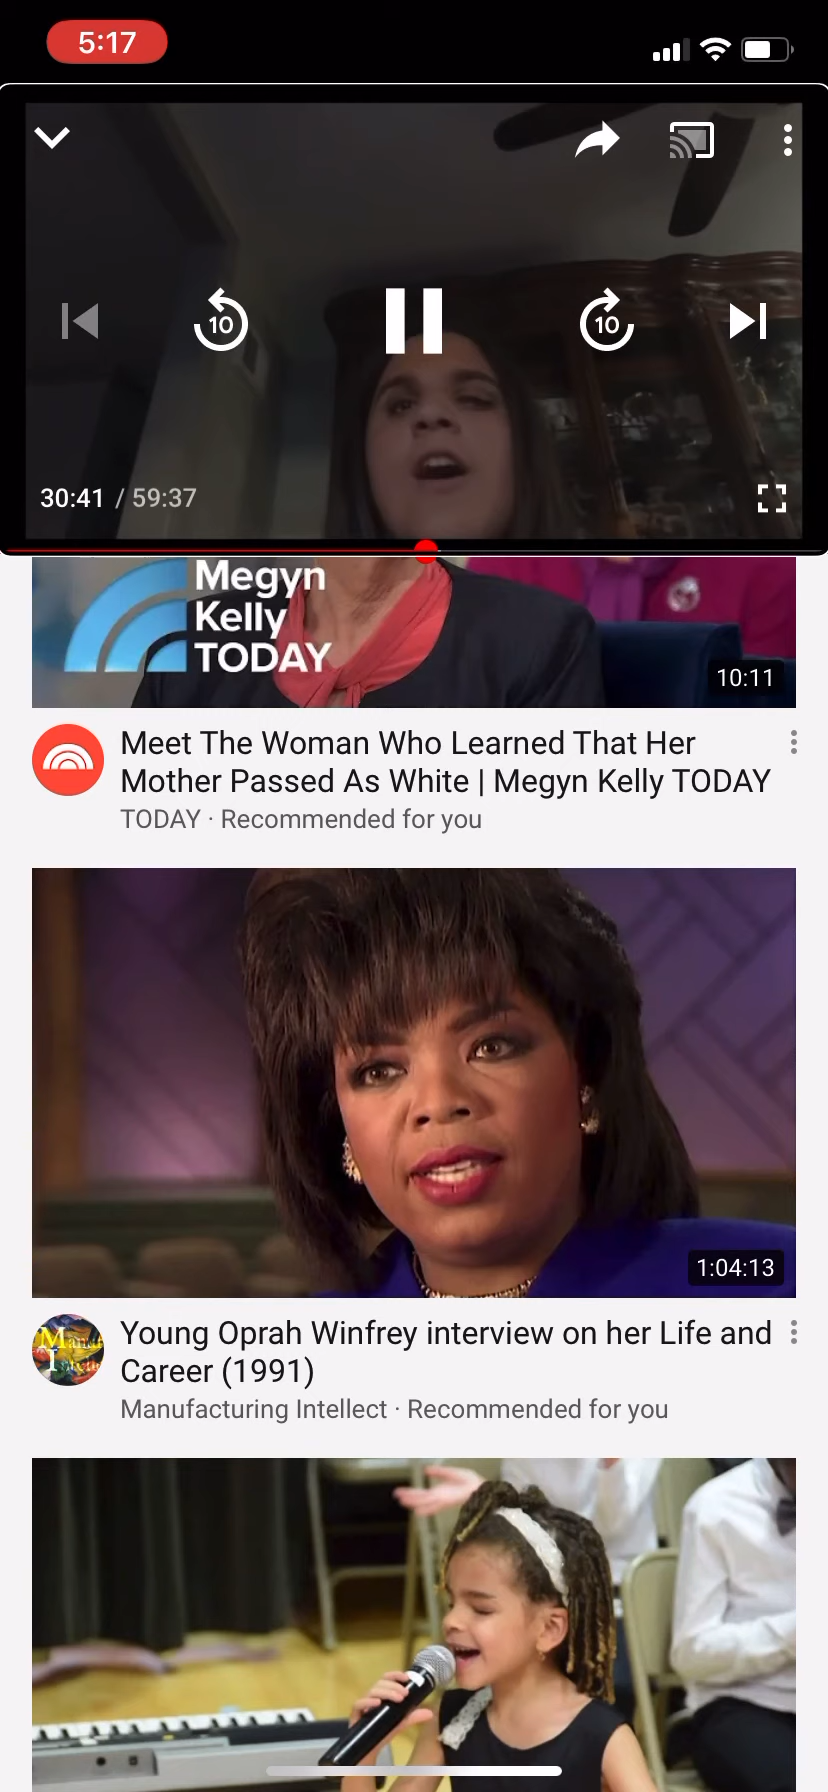 5:17
10
10
30:41 / 59:37
Megyn
Kelly
TODAY
10:11
Meet The Woman Who Learned That Her
Mother Passed As White | Megyn Kelly TODAY
TODAY · Recommended for you
1:04:13
Young Oprah Winfrey interview on her Life and
Career (1991)
Manufacturing Intellect · Recommended for you